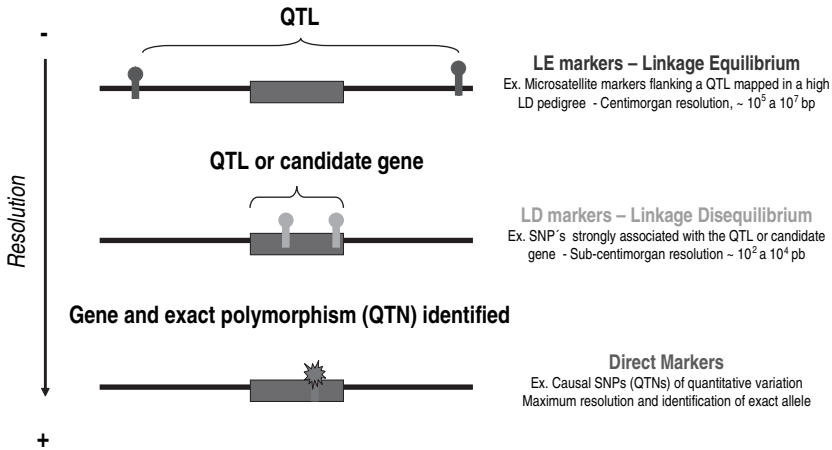 QTL
-
LE markers – Linkage Equilibrium
Ex. Microsatellite markers flanking a QTL mapped in a high
LD pedigree - Centimorgan resolution, ~ 10⁵ a 10⁷ bp
QTL or candidate gene
Resolution
LD markers – Linkage Disequilibrium
Ex. SNP´s strongly associated with the QTL or candidate
gene - Sub-centimorgan resolution ~ 10² a 10⁴ pb
Gene and exact polymorphism (QTN) identified
Direct Markers
Ex. Causal SNPs (QTNs) of quantitative variation
Maximum resolution and identification of exact allele
+